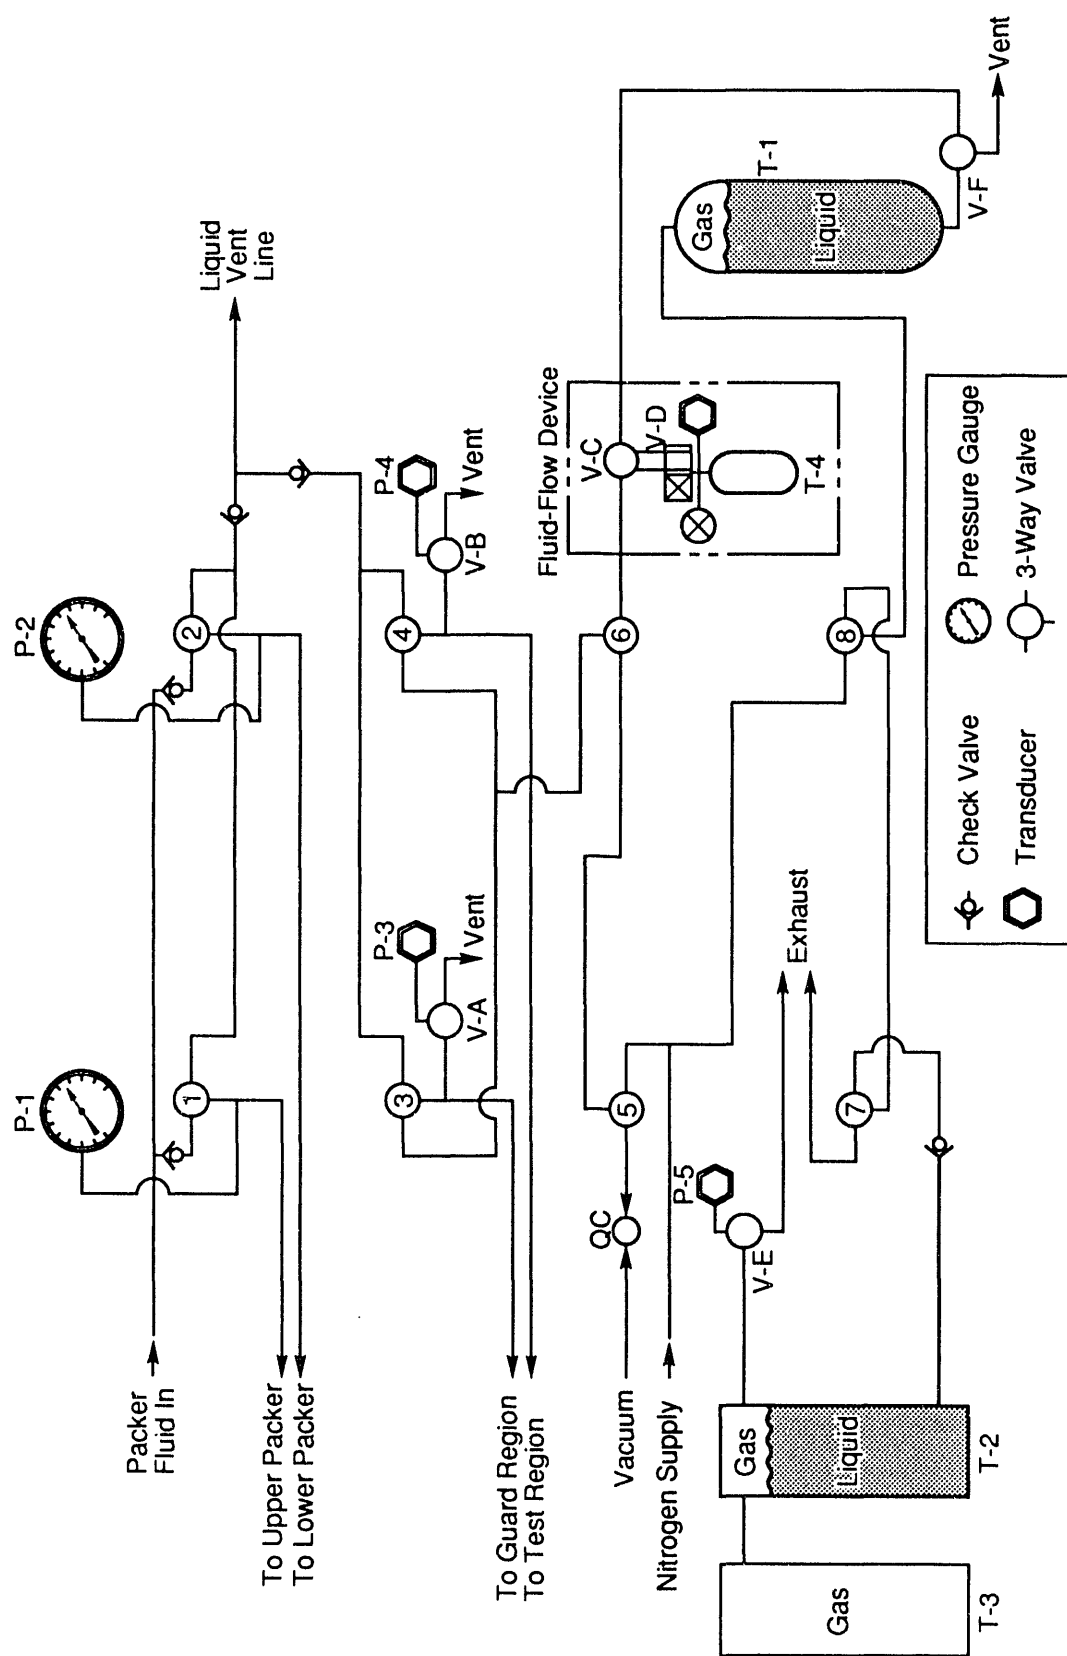 P-1
P-2
Liquid
Vent
Line
1
2
Packer
Fluid In
To Upper Packer
To Lower Packer
P-3
Vent
V-A
3
P-4
Vent
V-B
4
To Guard Region
To Test Region
Fluid-Flow Device
V-C
V-D
T-4
6
Vacuum
QC
5
Nitrogen Supply
P-5
V-E
Exhaust
7
8
Gas
Liquid
T-1
V-F
Vent
Gas
T-3
Gas
Liquid
T-2
Check Valve
Pressure Gauge
Transducer
3-Way Valve